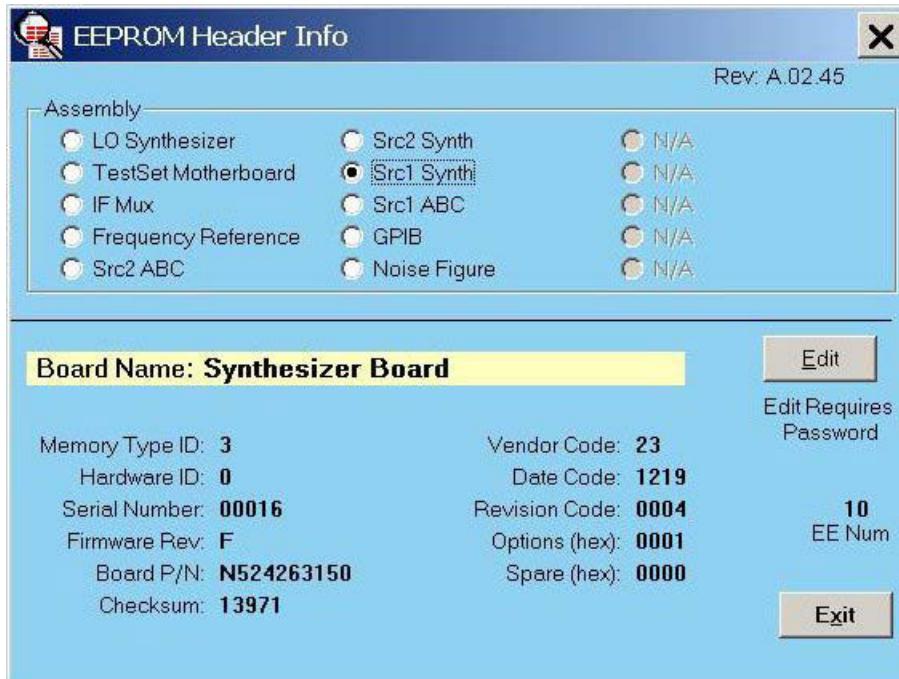 EEPROM Header Info
Rev: A.02.45
Assembly
LO Synthesizer
TestSet Motherboard
IF Mux
Frequency Reference
Src2 ABC
Src2 Synth
Src1 Synth
Src1 ABC
GPIB
Noise Figure
N/A
N/A
N/A
N/A
N/A
Board Name: Synthesizer Board
Edit
Edit Requires
Password
Memory Type ID: 3
Hardware ID: 0
Serial Number: 00016
Firmware Rev: F
Board P/N: N524263150
Checksum: 13971
Vendor Code: 23
Date Code: 1219
Revision Code: 0004
Options (hex): 0001
Spare (hex): 0000
10
EE Num
Exit